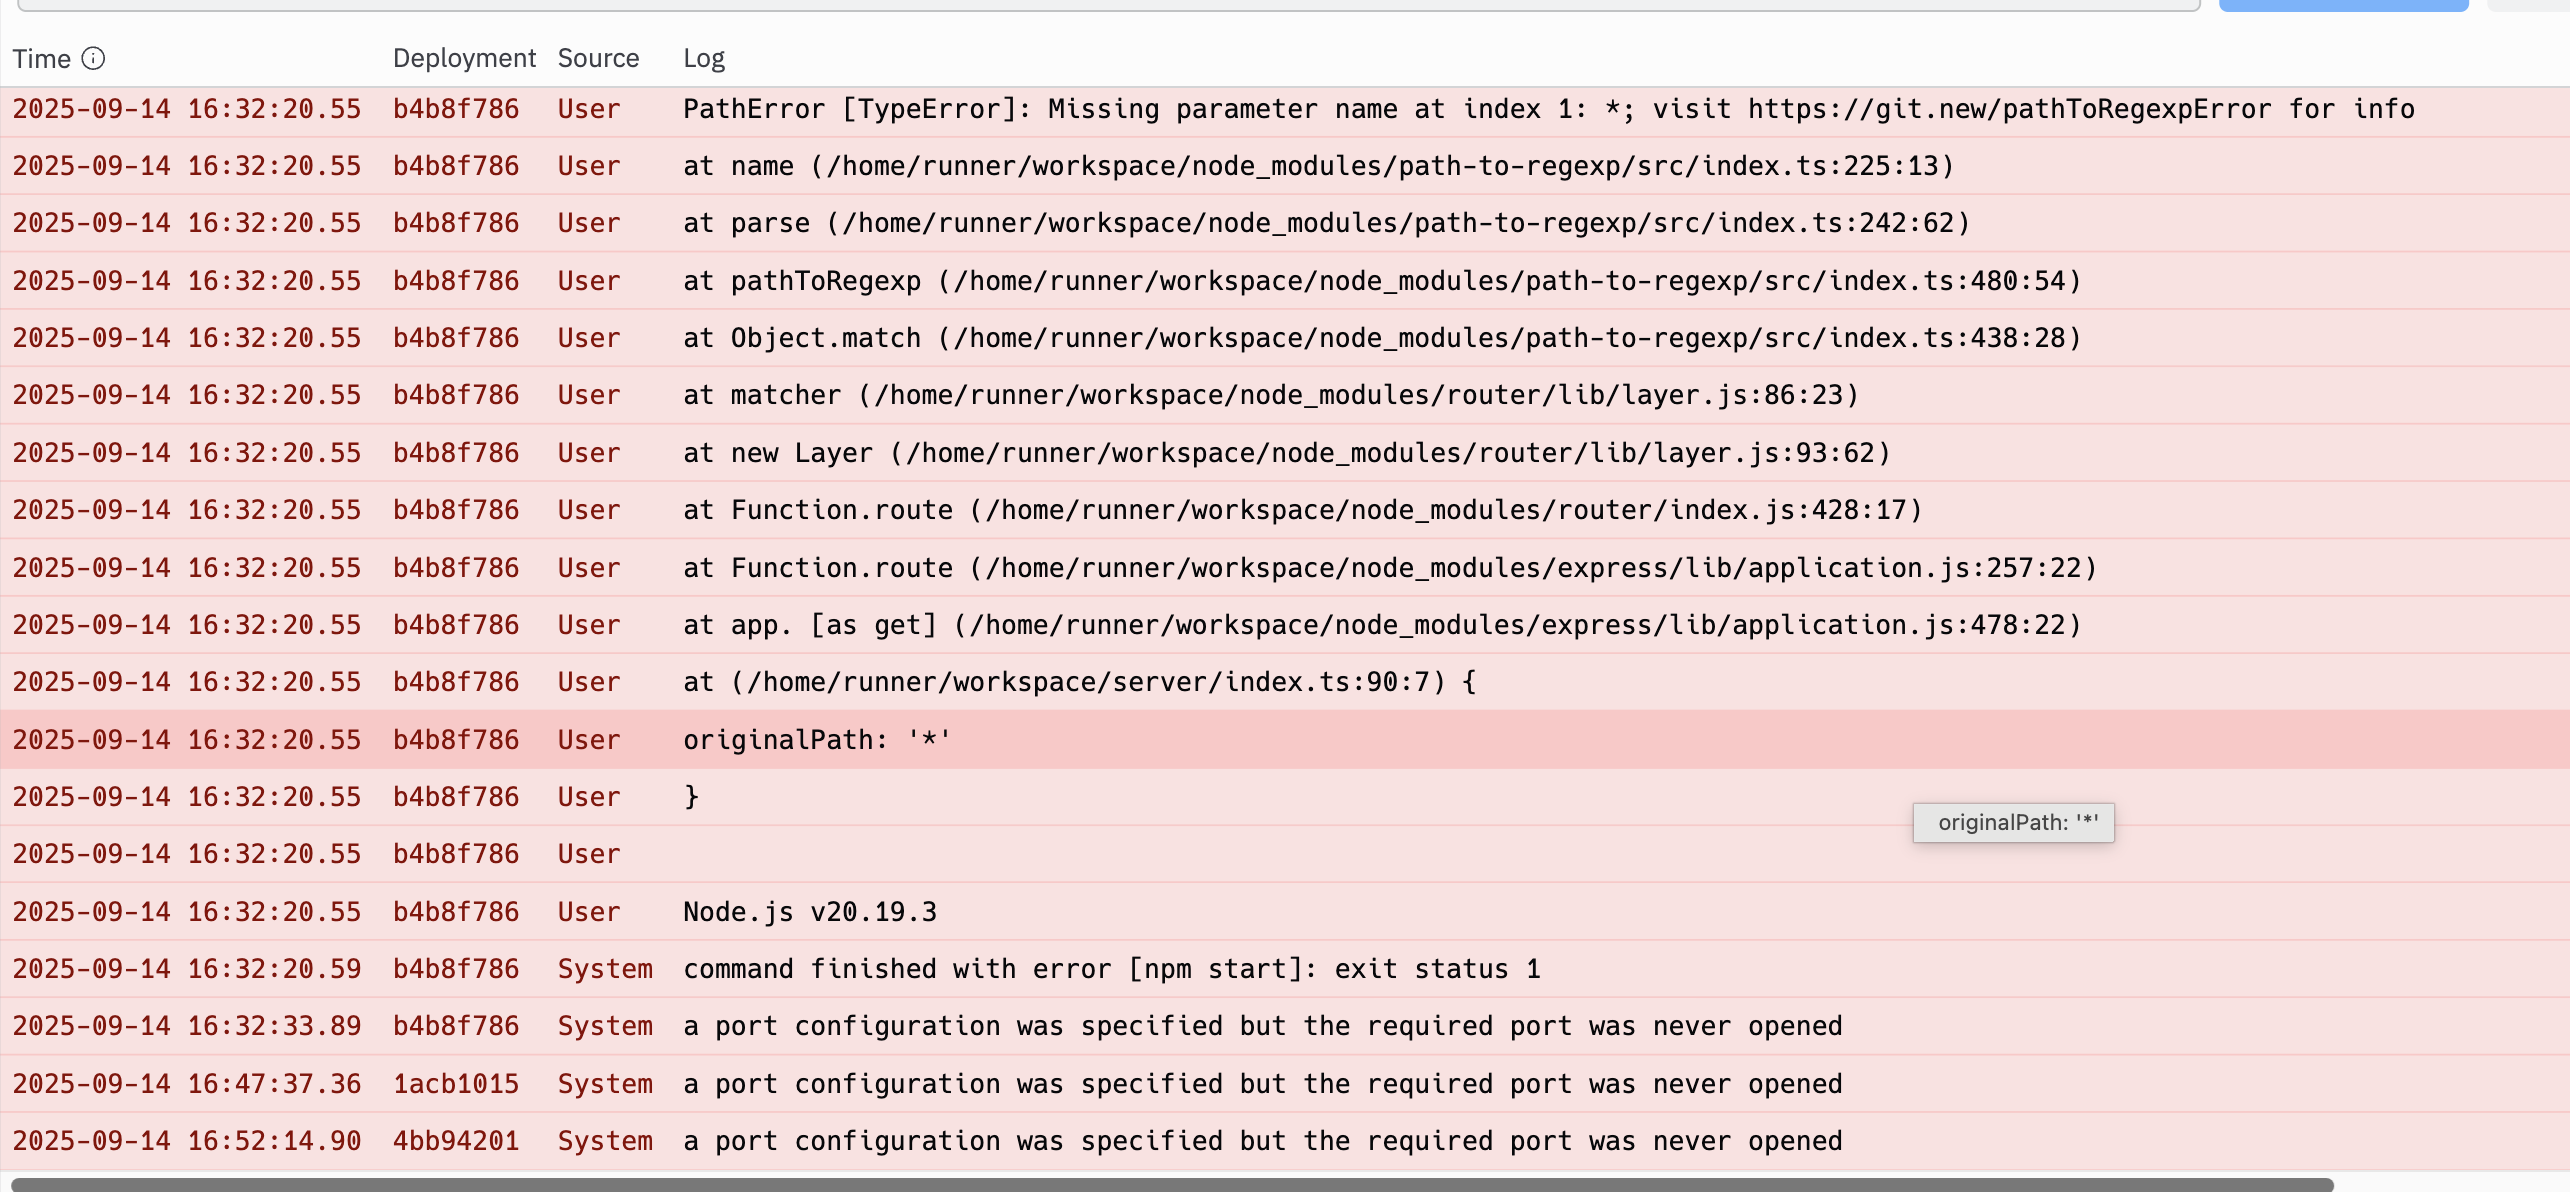 Time Deployment Source Log
2025-09-14 16:32:20.55 b4b8f786 User PathError [TypeError]: Missing parameter name at index 1: *; visit https://git.new/pathToRegexpError for info
2025-09-14 16:32:20.55 b4b8f786 User at name (/home/runner/workspace/node_modules/path-to-regexp/src/index.ts:225:13)
2025-09-14 16:32:20.55 b4b8f786 User at parse (/home/runner/workspace/node_modules/path-to-regexp/src/index.ts:242:62)
2025-09-14 16:32:20.55 b4b8f786 User at pathToRegexp (/home/runner/workspace/node_modules/path-to-regexp/src/index.ts:480:54)
2025-09-14 16:32:20.55 b4b8f786 User at Object.match (/home/runner/workspace/node_modules/path-to-regexp/src/index.ts:438:28)
2025-09-14 16:32:20.55 b4b8f786 User at matcher (/home/runner/workspace/node_modules/router/lib/layer.js:86:23)
2025-09-14 16:32:20.55 b4b8f786 User at new Layer (/home/runner/workspace/node_modules/router/lib/layer.js:93:62)
2025-09-14 16:32:20.55 b4b8f786 User at Function.route (/home/runner/workspace/node_modules/router/index.js:428:17)
2025-09-14 16:32:20.55 b4b8f786 User at Function.route (/home/runner/workspace/node_modules/express/lib/application.js:257:22)
2025-09-14 16:32:20.55 b4b8f786 User at app. [as get] (/home/runner/workspace/node_modules/express/lib/application.js:478:22)
2025-09-14 16:32:20.55 b4b8f786 User at (/home/runner/workspace/server/index.ts:90:7) {
2025-09-14 16:32:20.55 b4b8f786 User originalPath: '*'
2025-09-14 16:32:20.55 b4b8f786 User }
originalPath: '*'
2025-09-14 16:32:20.55 b4b8f786 User
2025-09-14 16:32:20.55 b4b8f786 User Node.js v20.19.3
2025-09-14 16:32:20.59 b4b8f786 System command finished with error [npm start]: exit status 1
2025-09-14 16:32:33.89 b4b8f786 System a port configuration was specified but the required port was never opened
2025-09-14 16:47:37.36 1acb1015 System a port configuration was specified but the required port was never opened
2025-09-14 16:52:14.90 4bb94201 System a port configuration was specified but the required port was never opened